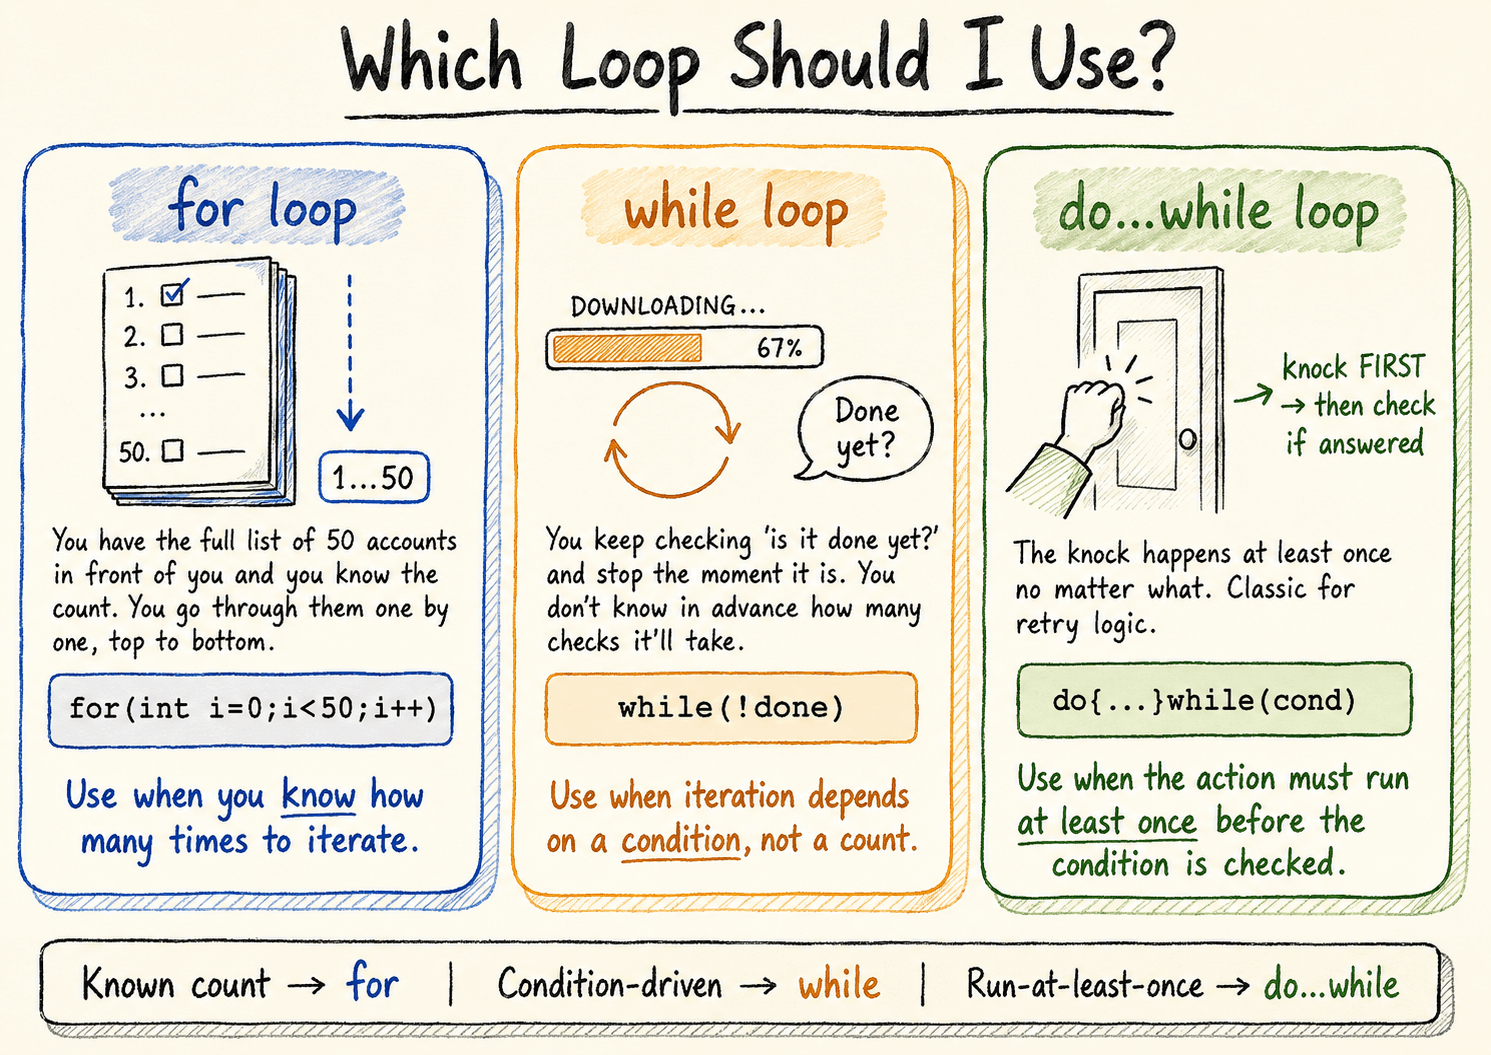 Which Loop Should I Use?
for loop
1.
2.
3.
...
50.
1...50
You have the full list of 50 accounts
in front of you and you know the
count. You go through them one by
one, top to bottom.
for(int i=0;i<50;i++)
Use when you know how
many times to iterate.
while loop
DOWNLOADING...
67%
Done
yet?
You keep checking 'is it done yet?'
and stop the moment it is. You
don't know in advance how many
checks it'll take.
while(!done)
Use when iteration depends
on a condition, not a count.
do...while loop
knock FIRST
→ then check
if answered
The knock happens at least once
no matter what. Classic for
retry logic.
do{...}while(cond)
Use when the action must run
at least once before the
condition is checked.
Known count → for | Condition-driven → while | Run-at-least-once → do...while